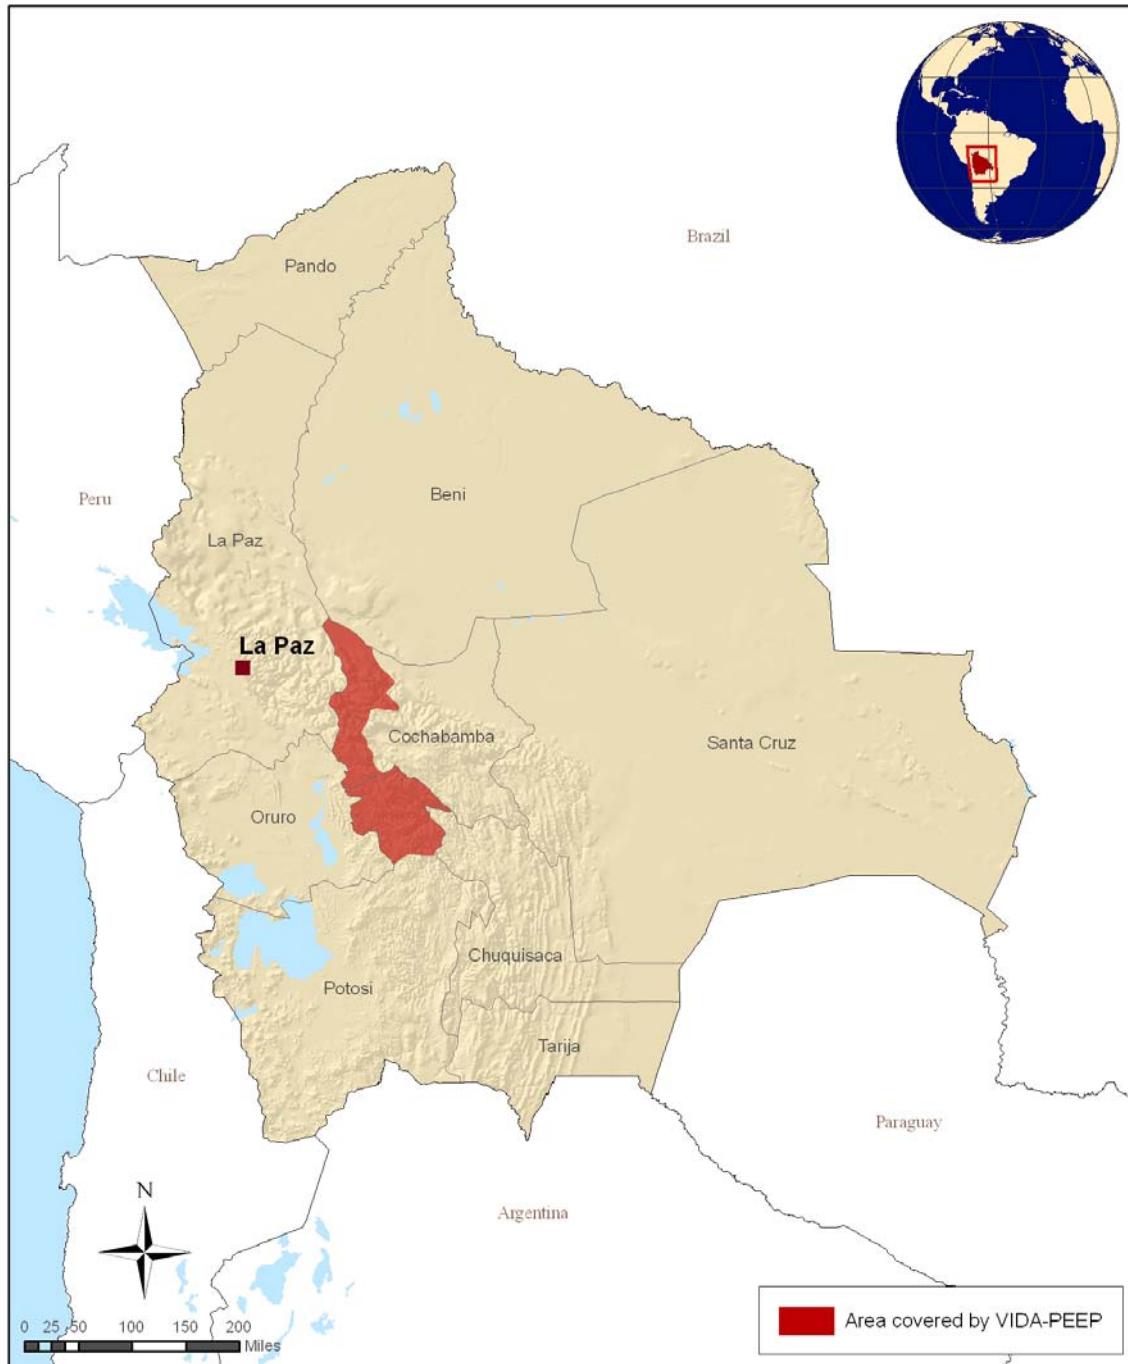 Brazil
Pando
Peru
Beni
La Paz
La Paz
Cochabamba
Santa Cruz
Oruro
Chuquisaca
Potosi
Tarija
Chile
Paraguay
N
Argentina
Area covered by VIDA-PEEP
0 25 50 100 150 200
Miles